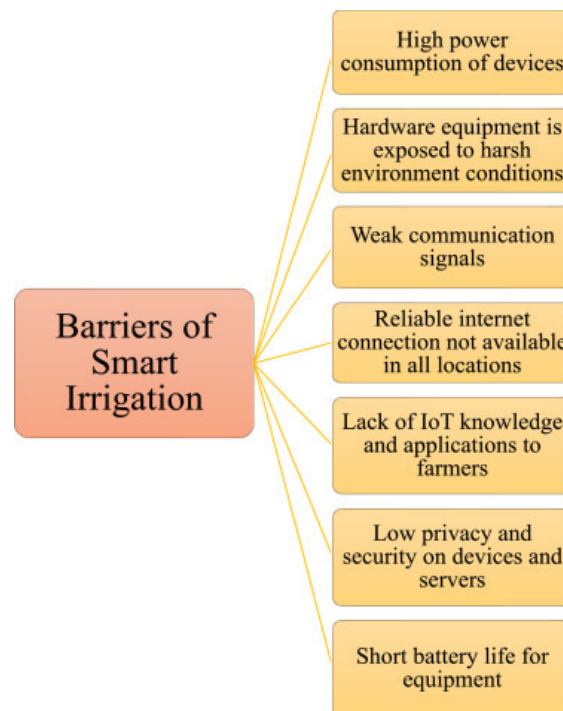 High power
consumption of devices
Hardware equipment is
exposed to harsh
environment conditions
Weak communication
signals
Barriers of
Smart
Irrigation
Reliable internet
connection not available
in all locations
Lack of IoT knowledge
and applications to
farmers
Low privacy and
security on devices and
servers
Short battery life for
equipment